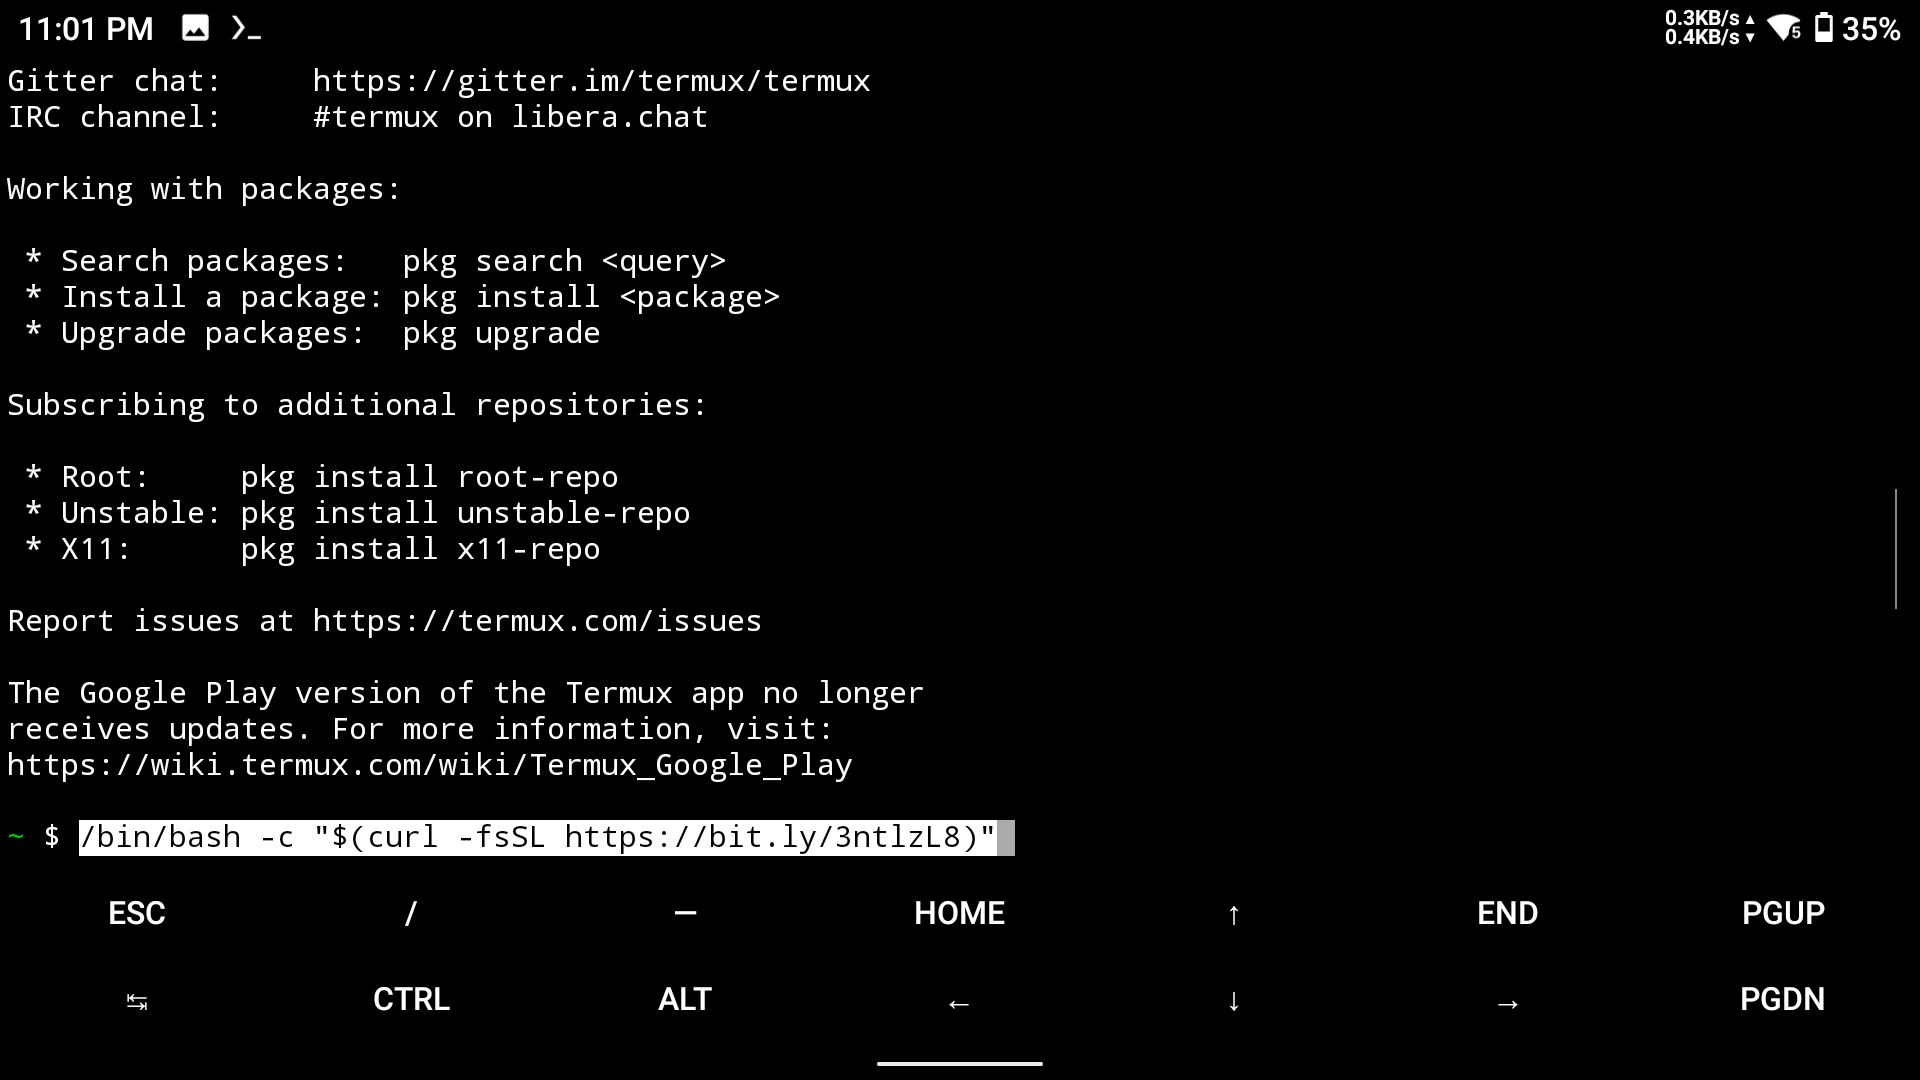 11:01 PM
0.3KB/s ▲
0.4KB/s ▼
5
35%
Gitter chat: https://gitter.im/termux/termux
IRC channel: #termux on libera.chat
Working with packages:
* Search packages: pkg search <query>
* Install a package: pkg install <package>
* Upgrade packages: pkg upgrade
Subscribing to additional repositories:
* Root: pkg install root-repo
* Unstable: pkg install unstable-repo
* X11: pkg install x11-repo
Report issues at https://termux.com/issues
The Google Play version of the Termux app no longer
receives updates. For more information, visit:
https://wiki.termux.com/wiki/Termux_Google_Play
~ $ /bin/bash -c "$(curl -fsSL https://bit.ly/3ntlzL8)"
ESC / — HOME ↑ END PGUP
↹ CTRL ALT ← ↓ → PGDN